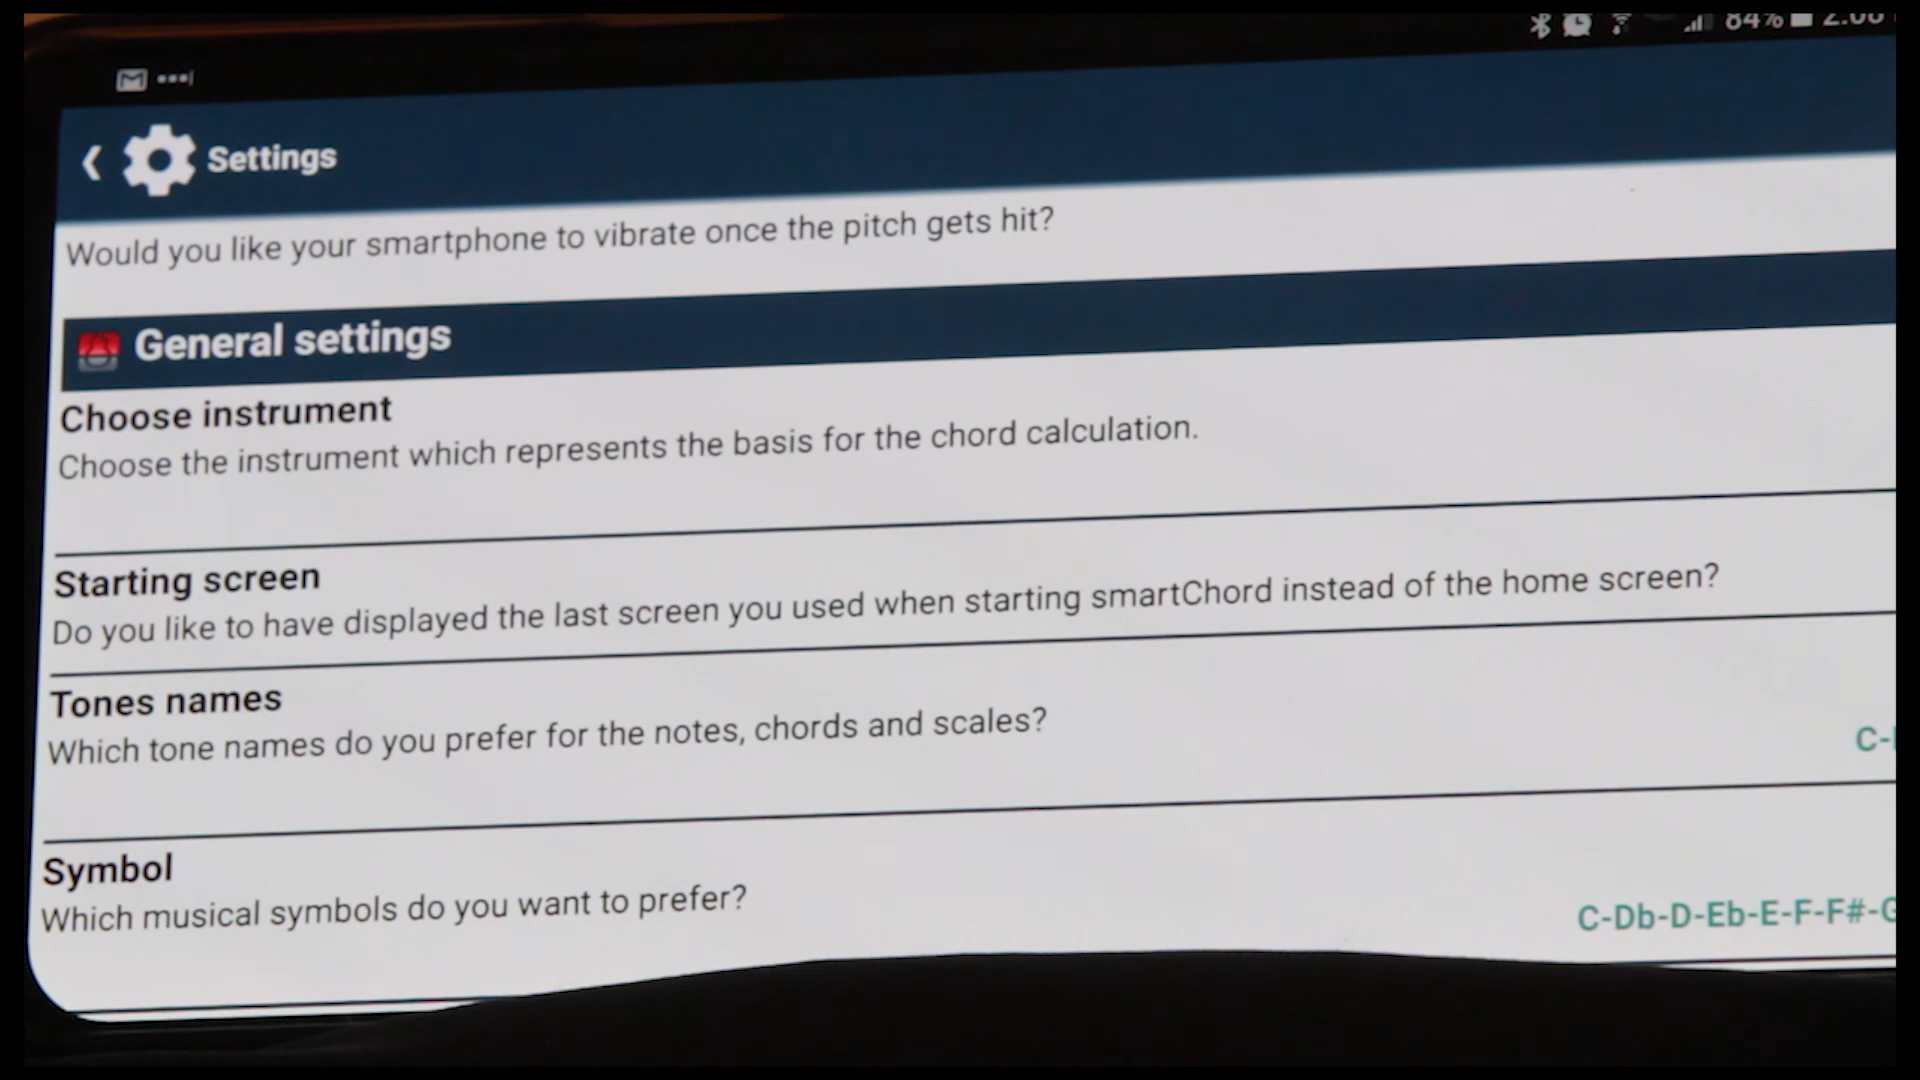 84%
Settings
Would you like your smartphone to vibrate once the pitch gets hit?
General settings
Choose instrument
Choose the instrument which represents the basis for the chord calculation.
Starting screen
Do you like to have displayed the last screen you used when starting smartChord instead of the home screen?
Tones names
Which tone names do you prefer for the notes, chords and scales?
C-
Symbol
Which musical symbols do you want to prefer?
C-Db-D-Eb-E-F-F#-G